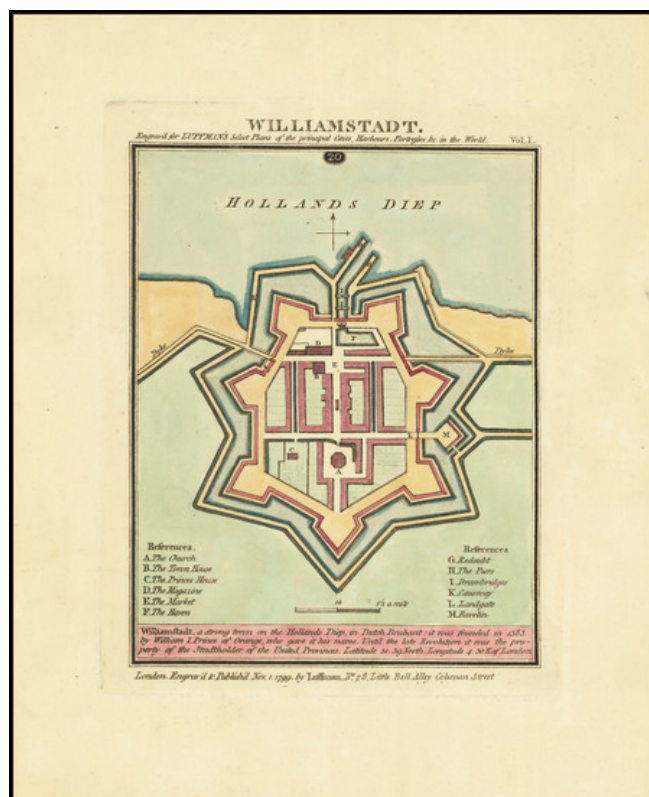 WILLIAMSTADT.
Engrav'd for LUFFMAN'S Select Plans of the principal Cities, Harbours, Fortresses &c. in the World. Vol. I.
20
HOLLANDS DIEP
Dyke
Dyke
D
F
E
L
M
C
A
References.
A. The Church
B. The Town House
C. The Princes House
D. The Magazine
E. The Market
F. The Haven
References.
G. Redoubt
H. The Piers
I. Drawbridges
K. Causway
L. Landgate
M. Ravelin
a mile
Williamstadt, a strong town on the Hollands Diep, in Dutch Brabant: it was founded in 1583
by William I. Prince of Orange, who gave it his name. Until the late Revolution it was the pro-
perty of the Stadtholder of the United Provinces. Latitude 51. 39 North. Longitude 4. 30 E. of London
London. Engrav'd & Publish'd Nov. 1. 1799. by Luffman, No. 28, Little Bell Alley Coleman Street